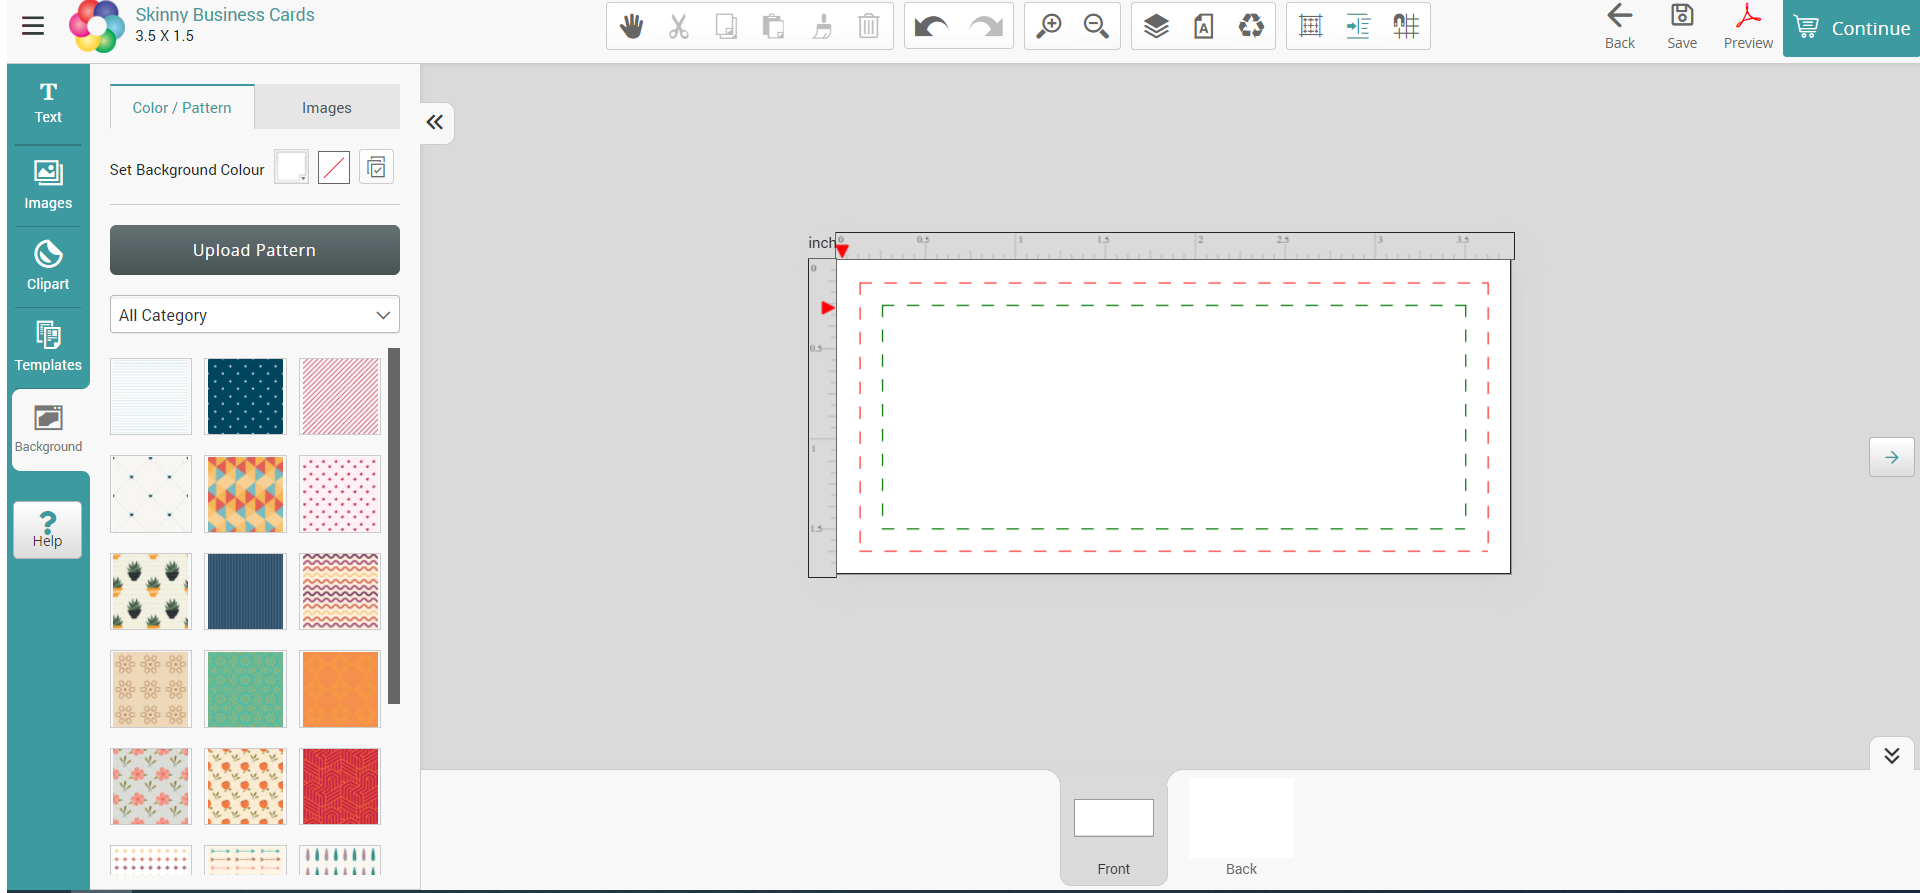 Skinny Business Cards
3.5 X 1.5
Back
Save
Preview
Continue
Text
Images
Clipart
Templates
Background
Help
Color / Pattern
Images
Set Background Colour
Upload Pattern
All Category
inch
0 0.5 1 1.5 2 2.5 3 3.5
0
0.5
1
1.5
Front
Back